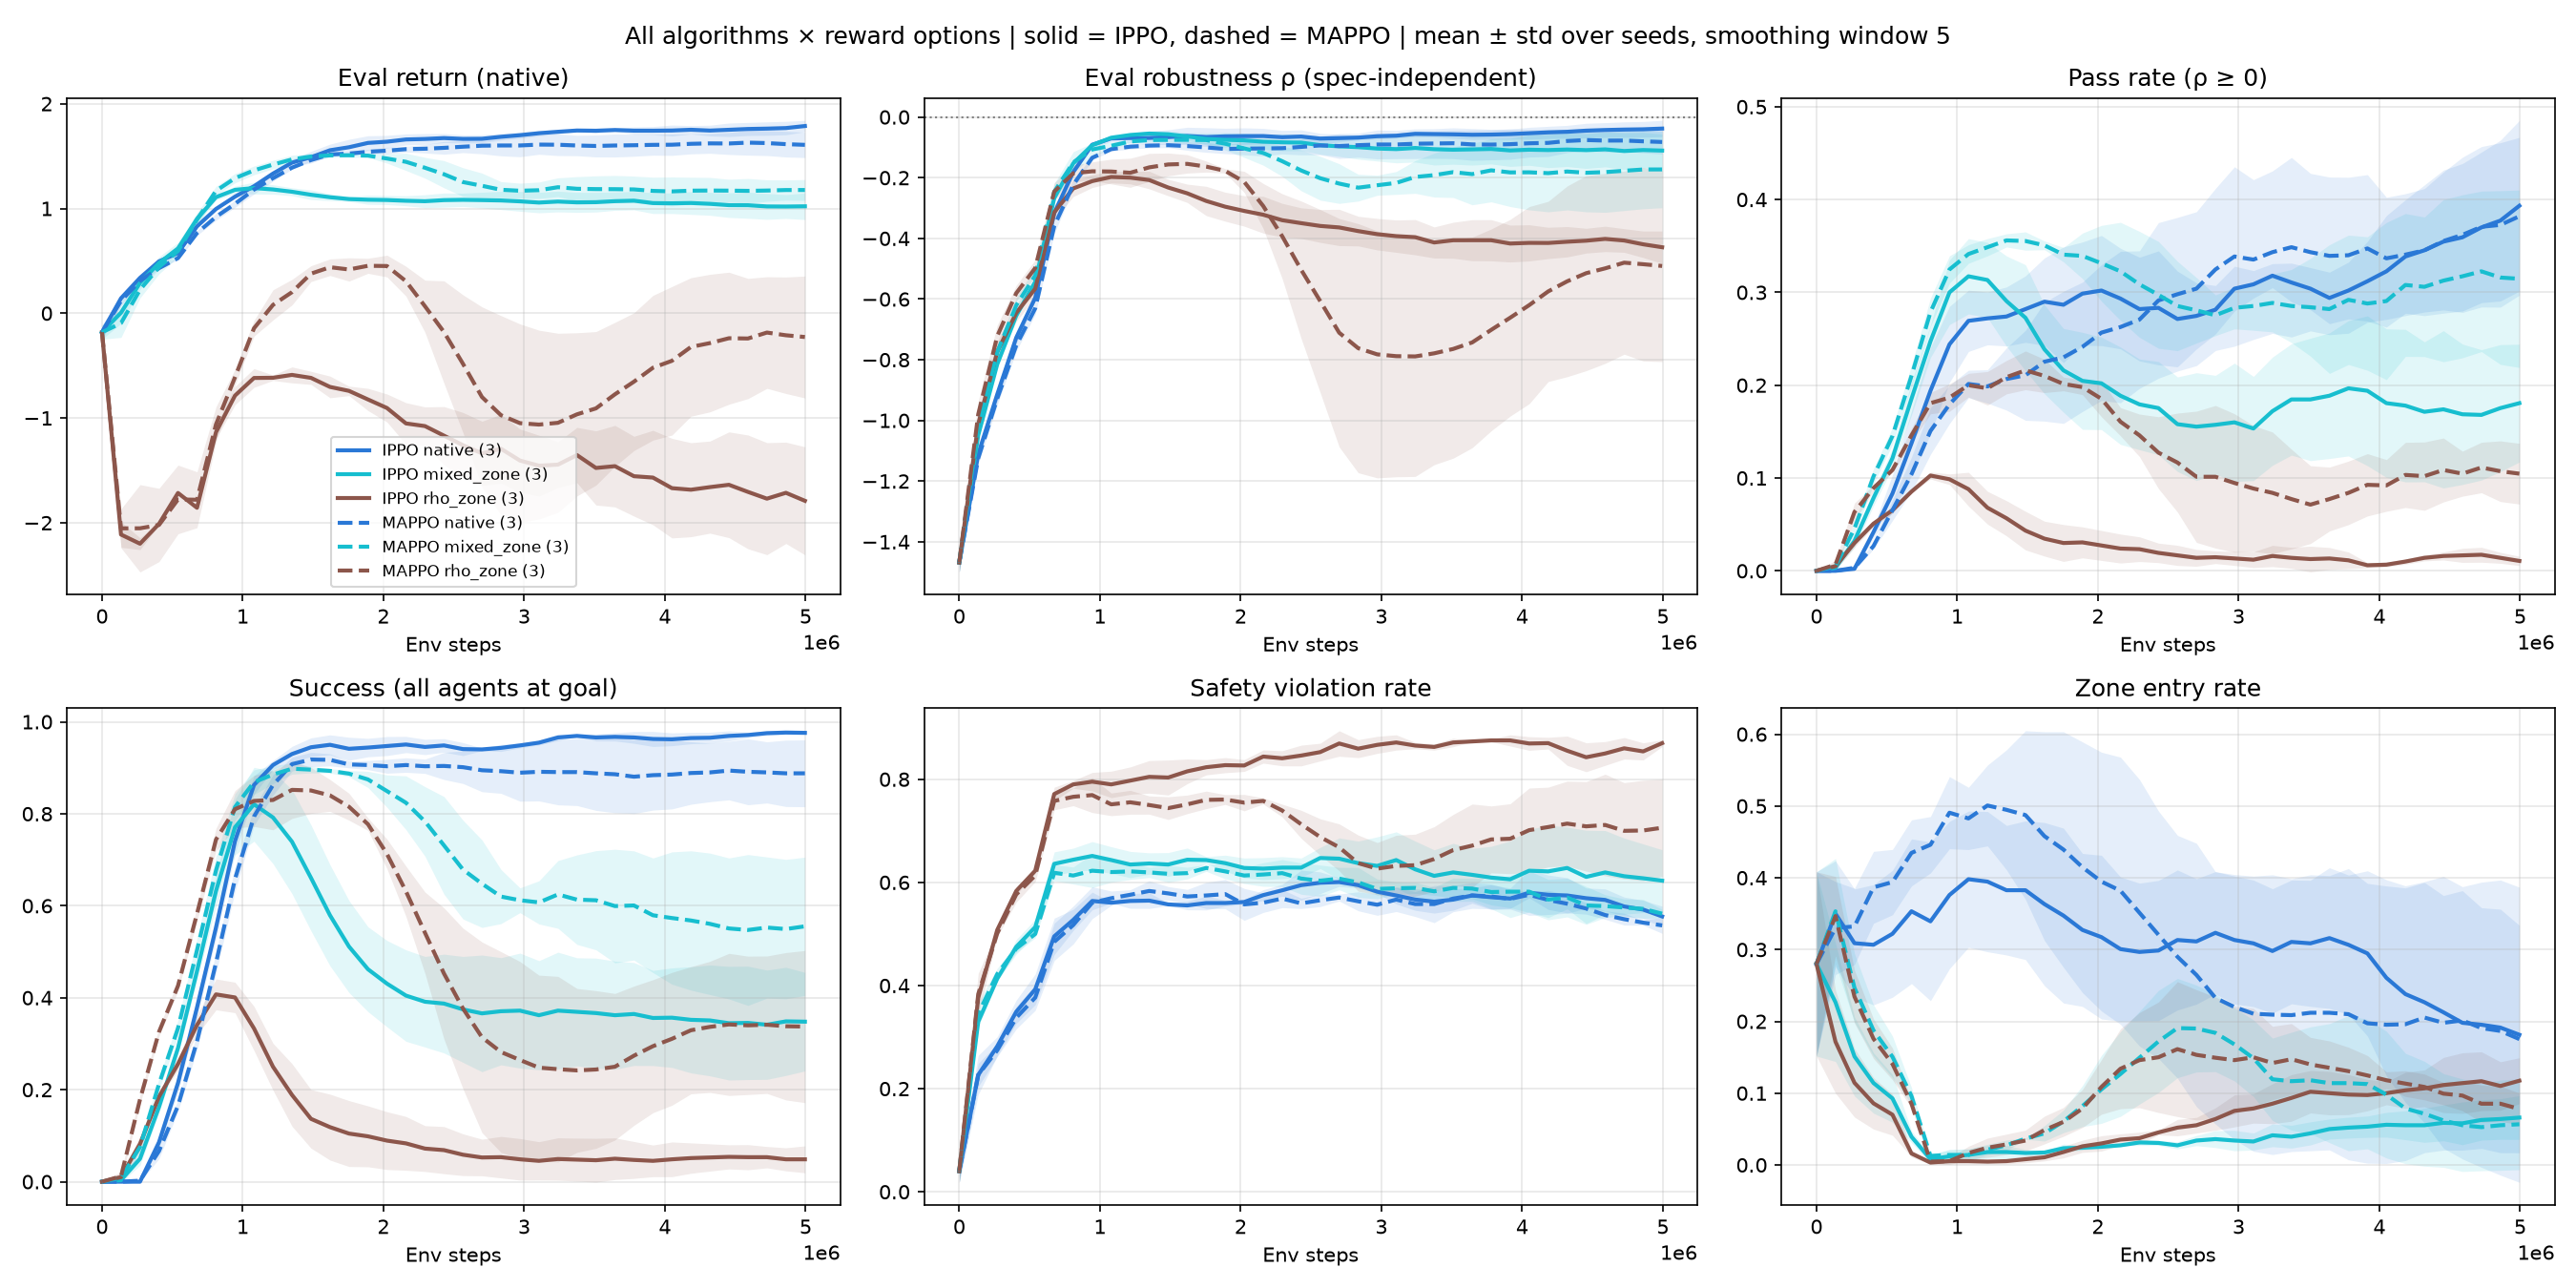 All algorithms × reward options | solid = IPPO, dashed = MAPPO | mean ± std over seeds, smoothing window 5
Eval return (native)
2
1
0
−1
−2
IPPO native (3)
IPPO mixed_zone (3)
IPPO rho_zone (3)
MAPPO native (3)
MAPPO mixed_zone (3)
MAPPO rho_zone (3)
0 1 2 3 4 5
1e6
Env steps
Eval robustness ρ (spec-independent)
0.0
−0.2
−0.4
−0.6
−0.8
−1.0
−1.2
−1.4
0 1 2 3 4 5
1e6
Env steps
Pass rate (ρ ≥ 0)
0.5
0.4
0.3
0.2
0.1
0.0
0 1 2 3 4 5
1e6
Env steps
Success (all agents at goal)
1.0
0.8
0.6
0.4
0.2
0.0
0 1 2 3 4 5
1e6
Env steps
Safety violation rate
0.8
0.6
0.4
0.2
0.0
0 1 2 3 4 5
1e6
Env steps
Zone entry rate
0.6
0.5
0.4
0.3
0.2
0.1
0.0
0 1 2 3 4 5
1e6
Env steps